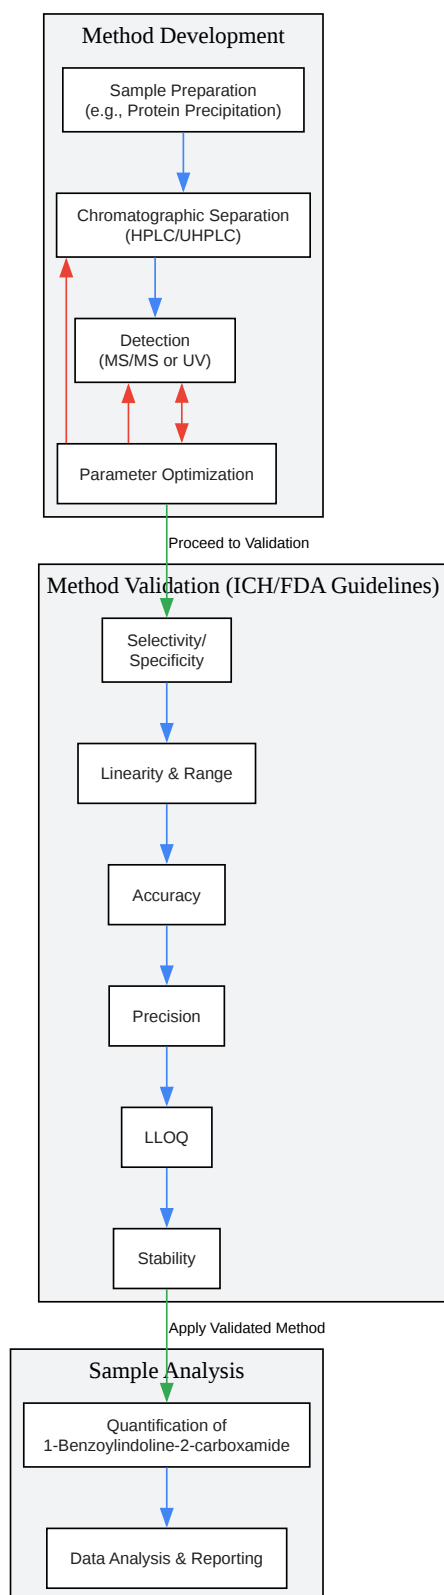 Method Development
Sample Preparation
(e.g., Protein Precipitation)
Chromatographic Separation
(HPLC/UHPLC)
Detection
(MS/MS or UV)
Parameter Optimization
Proceed to Validation
Method Validation (ICH/FDA Guidelines)
Selectivity/
Specificity
Linearity & Range
Accuracy
Precision
LLOQ
Stability
Apply Validated Method
Sample Analysis
Quantification of
1-Benzoylindoline-2-carboxamide
Data Analysis & Reporting